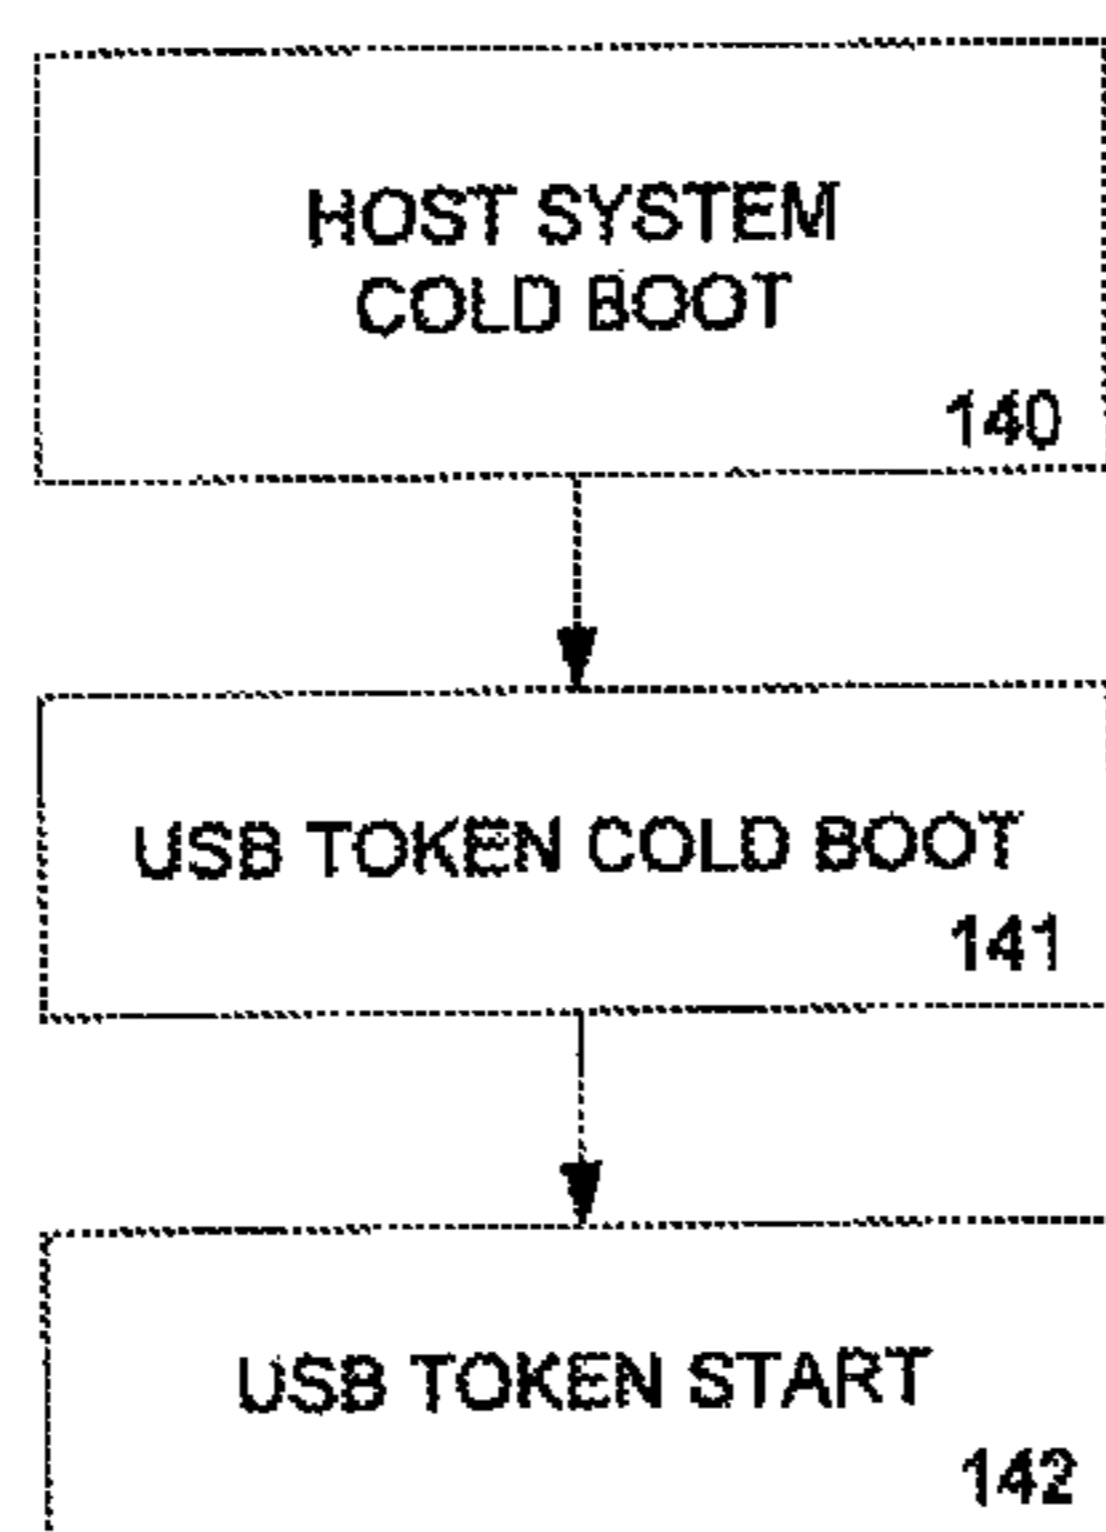 HOST SYSTEM
COLD BOOT
140
USB TOKEN COLD BOOT
141
USB TOKEN START
142